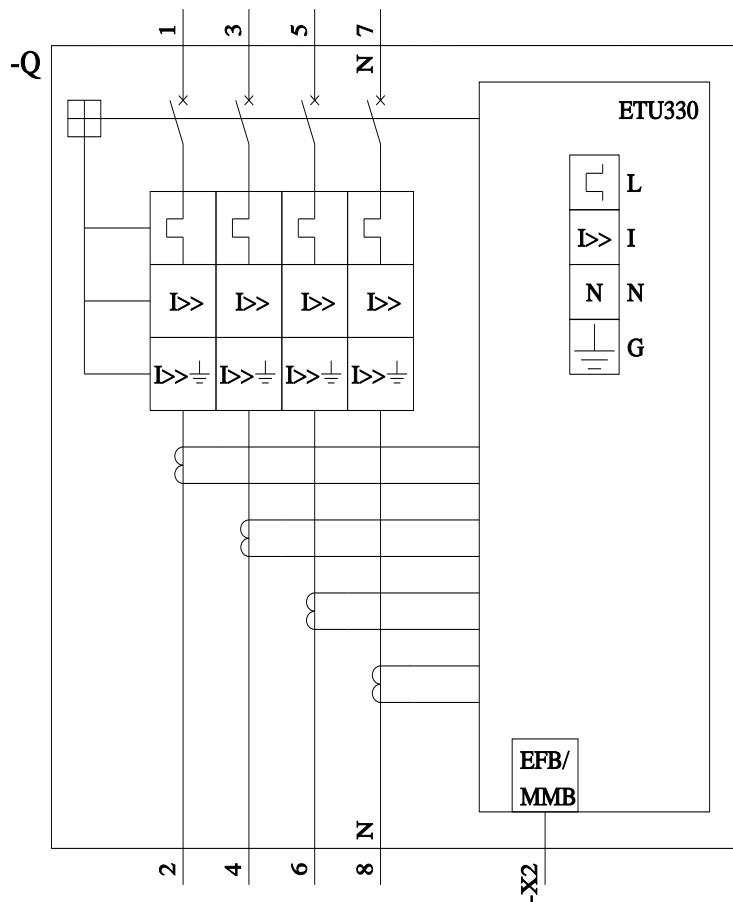 1 3 5 7
-Q
N
ETU330
L
I>> I
N N
G
I>> I>> I>> I>>
I>> I>> I>> I>>
EFB/
MMB
N
2 4 6 8
-X2